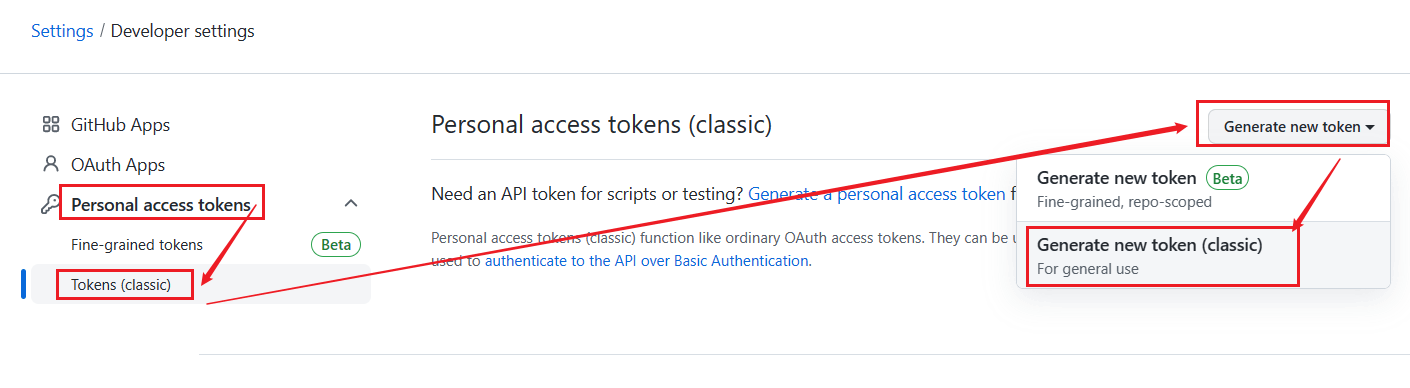 Settings / Developer settings
GitHub Apps
OAuth Apps
Personal access tokens
Fine-grained tokens Beta
Tokens (classic)
Personal access tokens (classic)
Generate new token
Need an API token for scripts or testing? Generate a personal access token f
Personal access tokens (classic) function like ordinary OAuth access tokens. They can be u
used to authenticate to the API over Basic Authentication.
Generate new token Beta
Fine-grained, repo-scoped
Generate new token (classic)
For general use